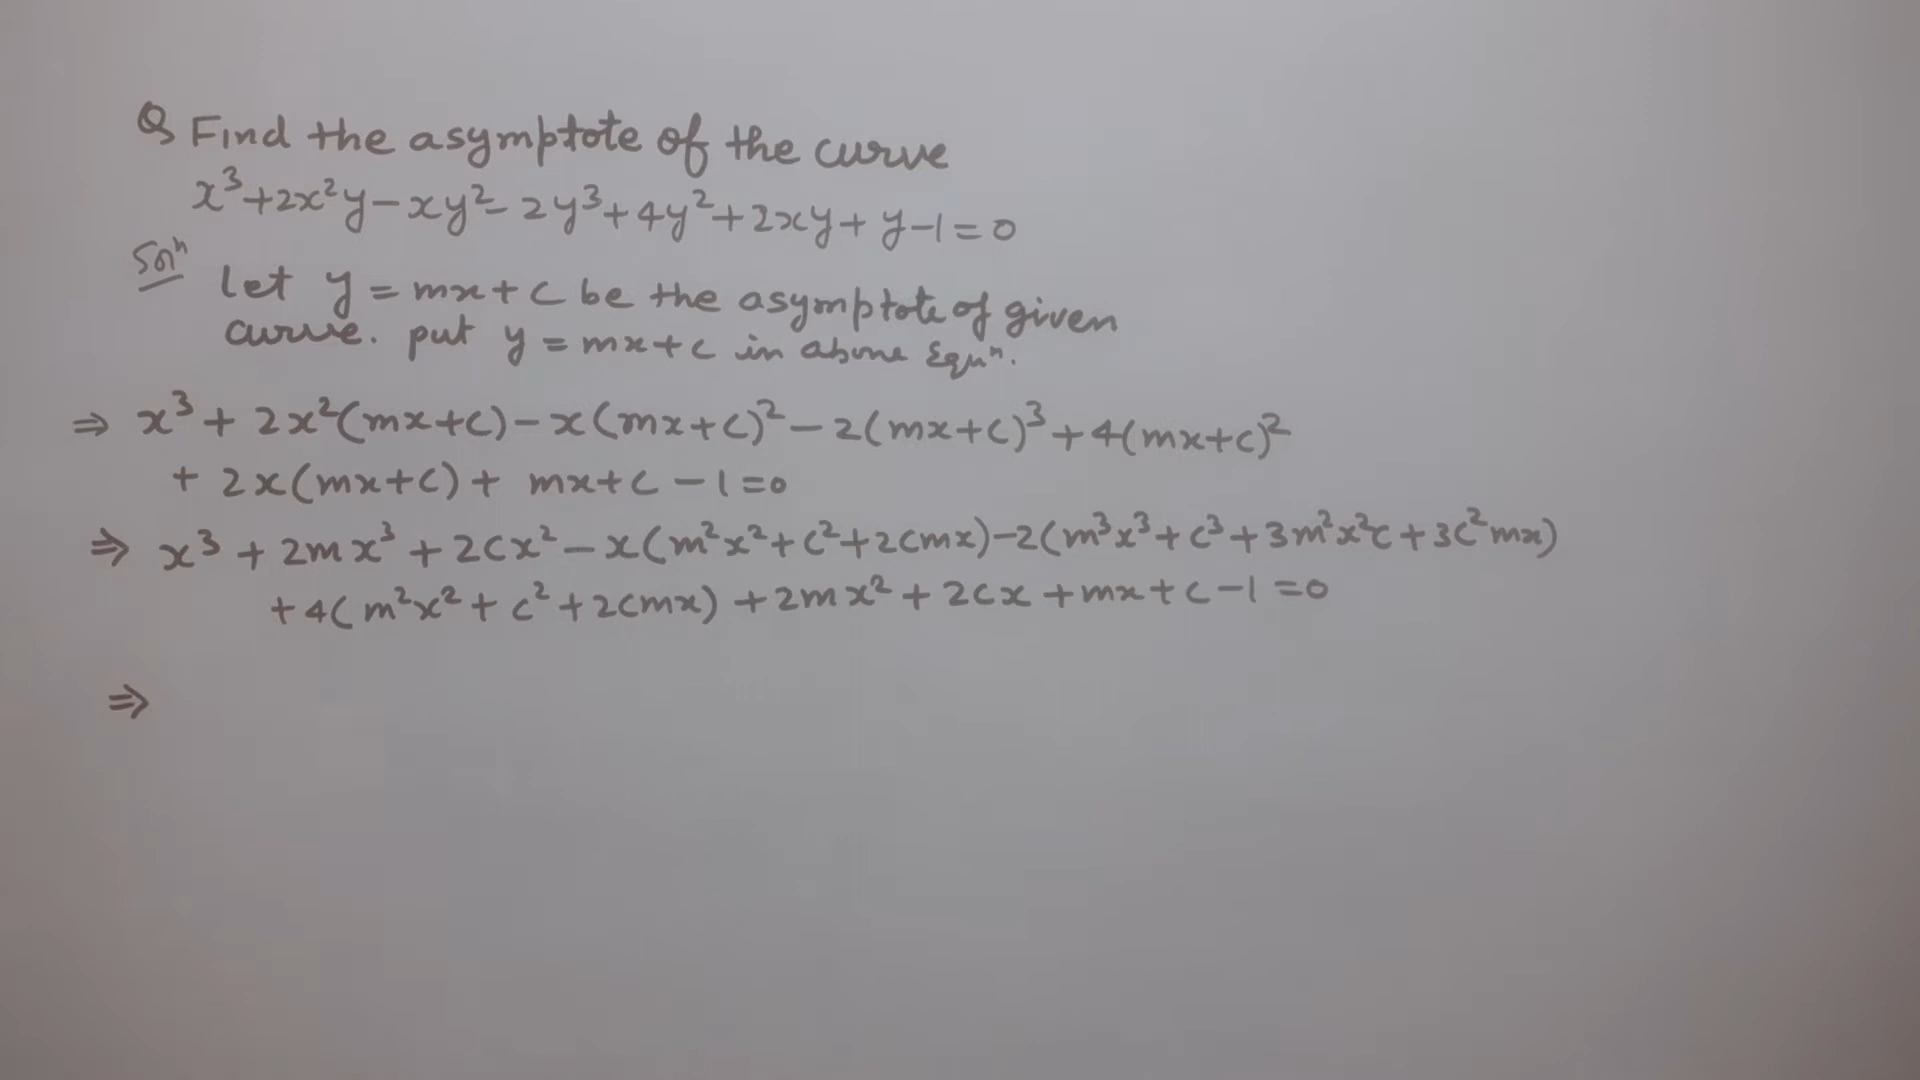 Q Find the asymptote of the curve
x³+2x²y-xy²-2y³+4y²+2xy+y-1=0
Solⁿ
Let y=mx+c be the asymptote of given
curve. put y=mx+c in above Equⁿ.
⇒ x³+2x²(mx+c)-x(mx+c)²-2(mx+c)³+4(mx+c)²
+2x(mx+c)+mx+c-1=0
⇒ x³+2mx³+2cx²-x(m²x²+c²+2cmx)-2(m³x³+c³+3m²x²c+3c²mx)
+4(m²x²+c²+2cmx)+2mx²+2cx+mx+c-1=0
⇒